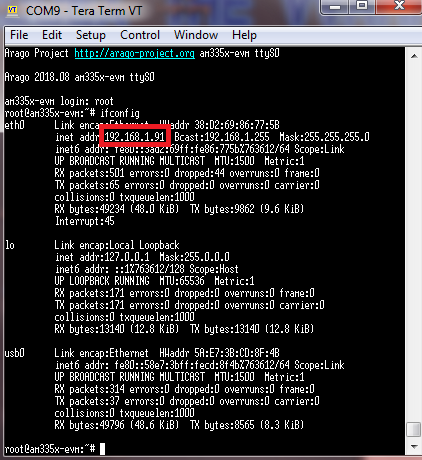 COM9 - Tera Term VT
File Edit Setup Control Window Help
Arago Project http://arago-project.org am335x-evm ttyS0
Arago 2018.08 am335x-evm ttyS0
am335x-evm login: root
root@am335x-evm:~# ifconfig
eth0 Link encap:Ethernet HWaddr 38:D2:69:86:77:5B
inet addr:192.168.1.91 Bcast:192.168.1.255 Mask:255.255.255.0
inet6 addr: fe80::3ad2:69ff:fe86:775b%763612/64 Scope:Link
UP BROADCAST RUNNING MULTICAST MTU:1500 Metric:1
RX packets:501 errors:0 dropped:44 overruns:0 frame:0
TX packets:65 errors:0 dropped:0 overruns:0 carrier:0
collisions:0 txqueuelen:1000
RX bytes:49234 (48.0 KiB) TX bytes:9862 (9.6 KiB)
Interrupt:45
lo Link encap:Local Loopback
inet addr:127.0.0.1 Mask:255.0.0.0
inet6 addr: ::1%763612/128 Scope:Host
UP LOOPBACK RUNNING MTU:65536 Metric:1
RX packets:171 errors:0 dropped:0 overruns:0 frame:0
TX packets:171 errors:0 dropped:0 overruns:0 carrier:0
collisions:0 txqueuelen:1000
RX bytes:13140 (12.8 KiB) TX bytes:13140 (12.8 KiB)
usb0 Link encap:Ethernet HWaddr 5A:E7:3B:CD:8F:4B
inet6 addr: fe80::58e7:3bff:fecd:8f4b%763612/64 Scope:Link
UP BROADCAST RUNNING MULTICAST MTU:1500 Metric:1
RX packets:314 errors:0 dropped:0 overruns:0 frame:0
TX packets:37 errors:0 dropped:0 overruns:0 carrier:0
collisions:0 txqueuelen:1000
RX bytes:49796 (48.6 KiB) TX bytes:8565 (8.3 KiB)
root@am335x-evm:~#